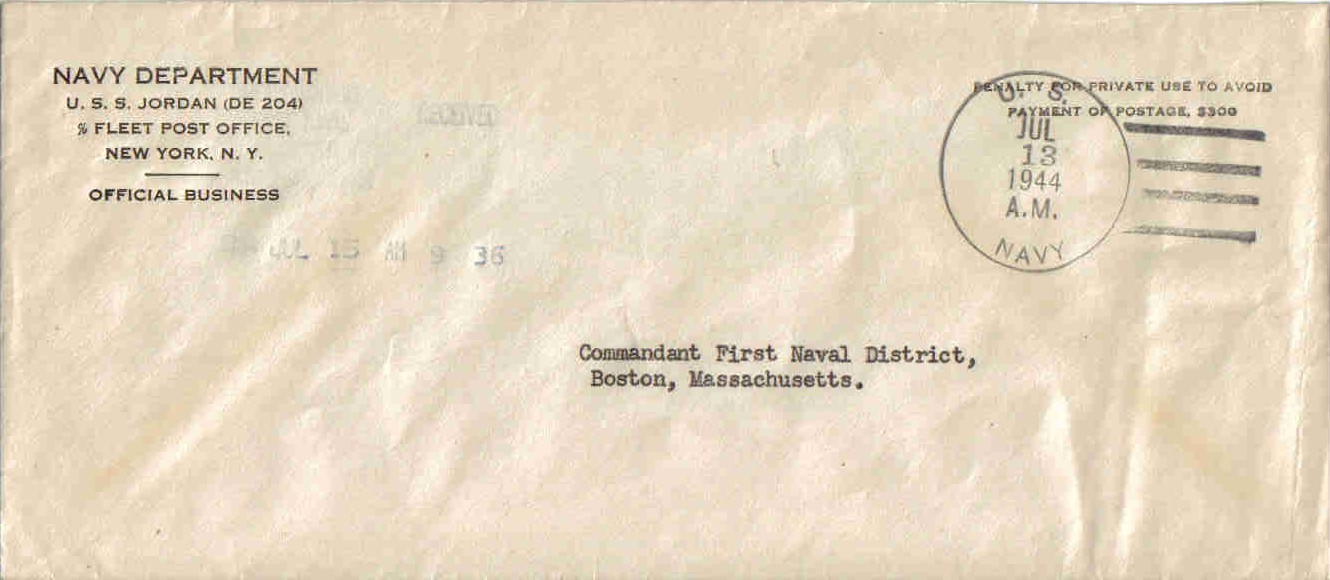 NAVY DEPARTMENT
U. S. S. JORDAN (DE 204)
% FLEET POST OFFICE,
NEW YORK, N. Y.
OFFICIAL BUSINESS
PENALTY FOR PRIVATE USE TO AVOID
PAYMENT OF POSTAGE, $300
U. S.
JUL
13
1944
A.M.
NAVY
RECEIVED
JUL 15 AM 9 36
Commandant First Naval District,
Boston, Massachusetts.